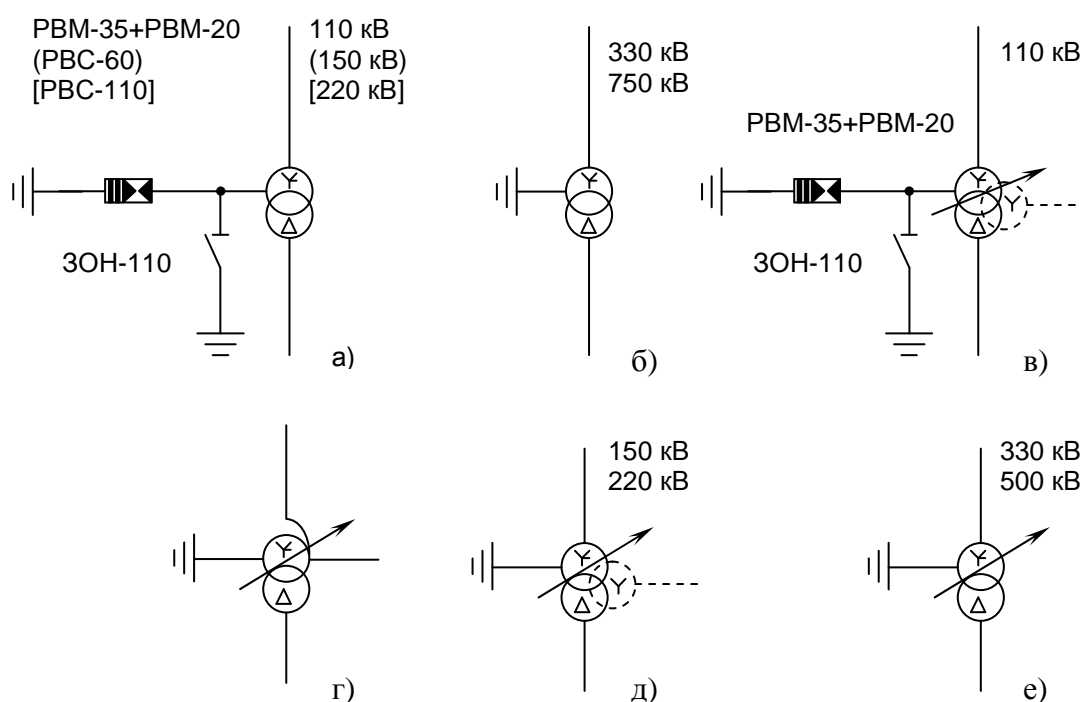 РВМ-35+РВМ-20
(РВС-60)
[РВС-110]
110 кВ
(150 кВ)
[220 кВ]
ЗОН-110
а)
330 кВ
750 кВ
б)
110 кВ
РВМ-35+РВМ-20
ЗОН-110
в)
г)
150 кВ
220 кВ
д)
330 кВ
500 кВ
е)